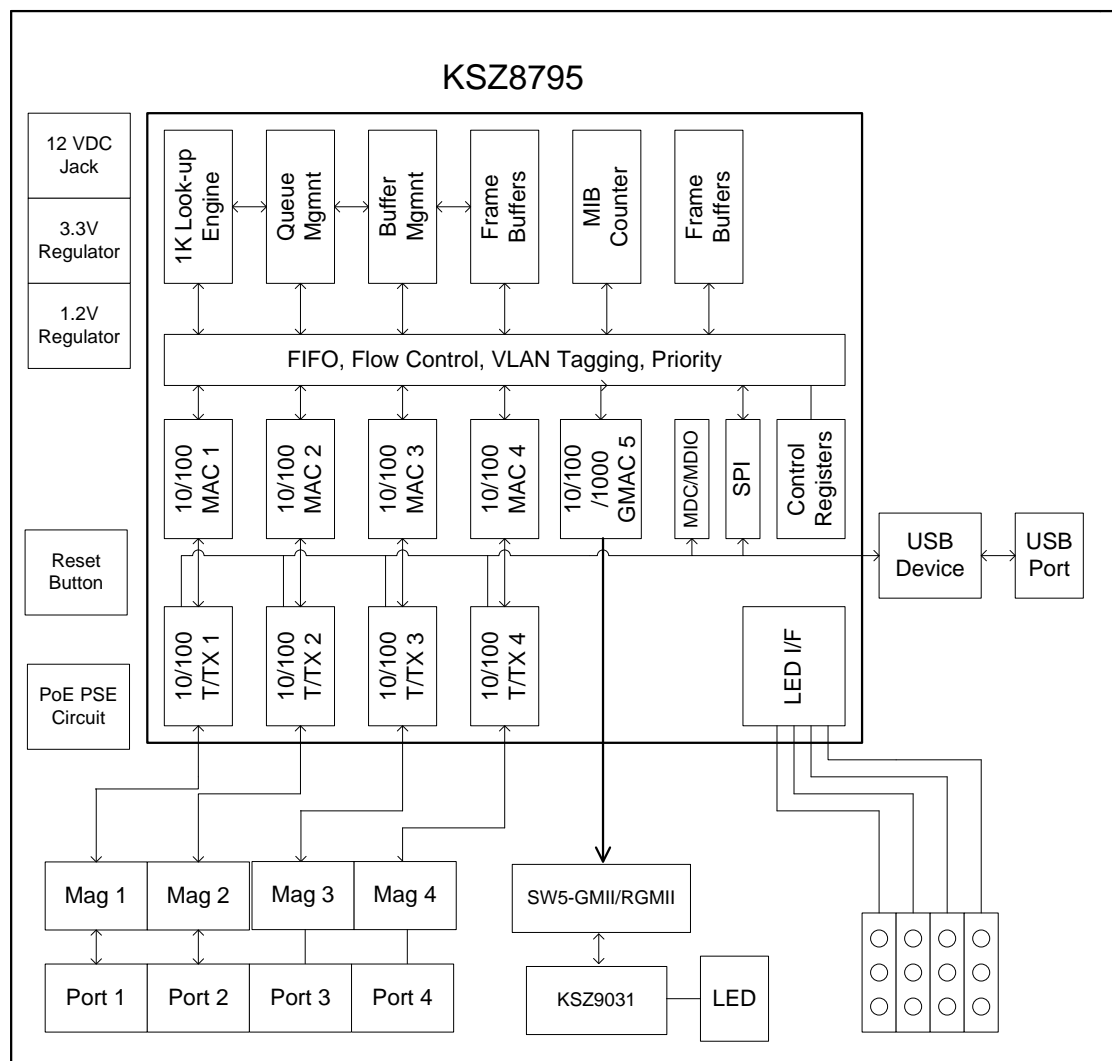 KSZ8795
12 VDC
Jack
3.3V
Regulator
1.2V
Regulator
1K Look-up
Engine
Queue
Mgmnt
Buffer
Mgmnt
Frame
Buffers
MIB
Counter
Frame
Buffers
FIFO, Flow Control, VLAN Tagging, Priority
10/100
MAC 1
10/100
MAC 2
10/100
MAC 3
10/100
MAC 4
10/100
/1000
GMAC 5
MDC/MDIO
SPI
Control
Registers
Reset
Button
USB
Device
USB
Port
10/100
T/TX 1
10/100
T/TX 2
10/100
T/TX 3
10/100
T/TX 4
LED I/F
PoE PSE
Circuit
Mag 1
Mag 2
Mag 3
Mag 4
SW5-GMII/RGMII
Port 1
Port 2
Port 3
Port 4
KSZ9031
LED